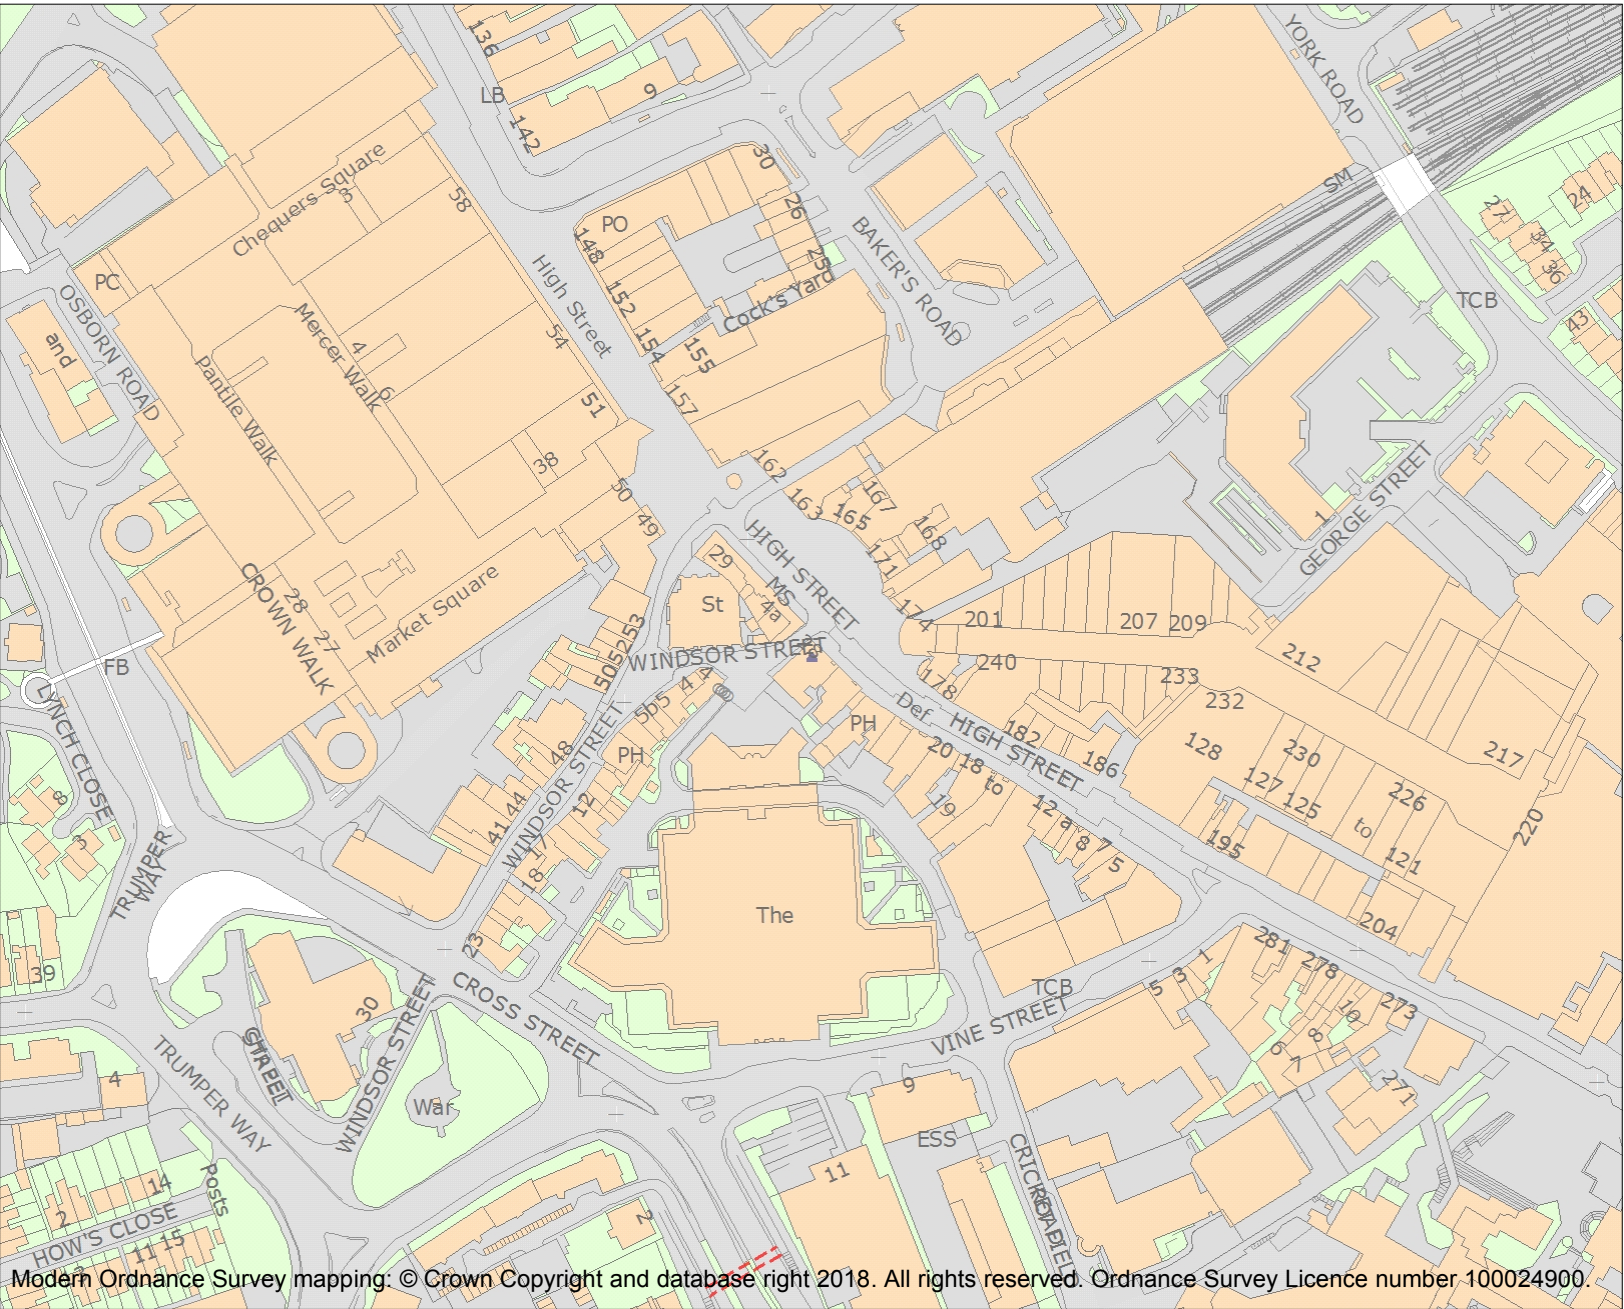 YORK ROAD
136
LB
9
142
Chequers Square
3
58
30
SM
27
24
34
36
PO
26
148
25a
BAKER'S ROAD
PC
OSBORN ROAD
High Street
152
Cock's Yard
TCB
43
and
Mercer Walk
4
6
54
154
155
157
Pantile Walk
51
38
50
49
162
163
165
167
168
171
174
GEORGE STREET
1
29
HIGH STREET
MS
St
4a
CROWN WALK
28
27
Market Square
WINDSOR STREET
201
207
209
212
240
233
232
FB
LYNCH CLOSE
4
4
5b5
178
Def
PH
HIGH STREET
182
186
128
230
217
48
PH
WINDSOR STREET
20
18
to
127
125
226
to
220
8
3
44
41
12
17
18
19
12
a
8
7
5
195
121
TRUMPER WAY
The
204
23
39
281
278
273
CROSS STREET
TCB
5
3
1
10
8
6
7
VINE STREET
30
WINDSOR STREET
TRUMPER WAY
4
War
9
271
ESS
11
2
Posts
14
2
HOW'S CLOSE
11
15
Modern Ordnance Survey mapping: © Crown Copyright and database right 2018. All rights reserved. Ordnance Survey Licence number 100024900.